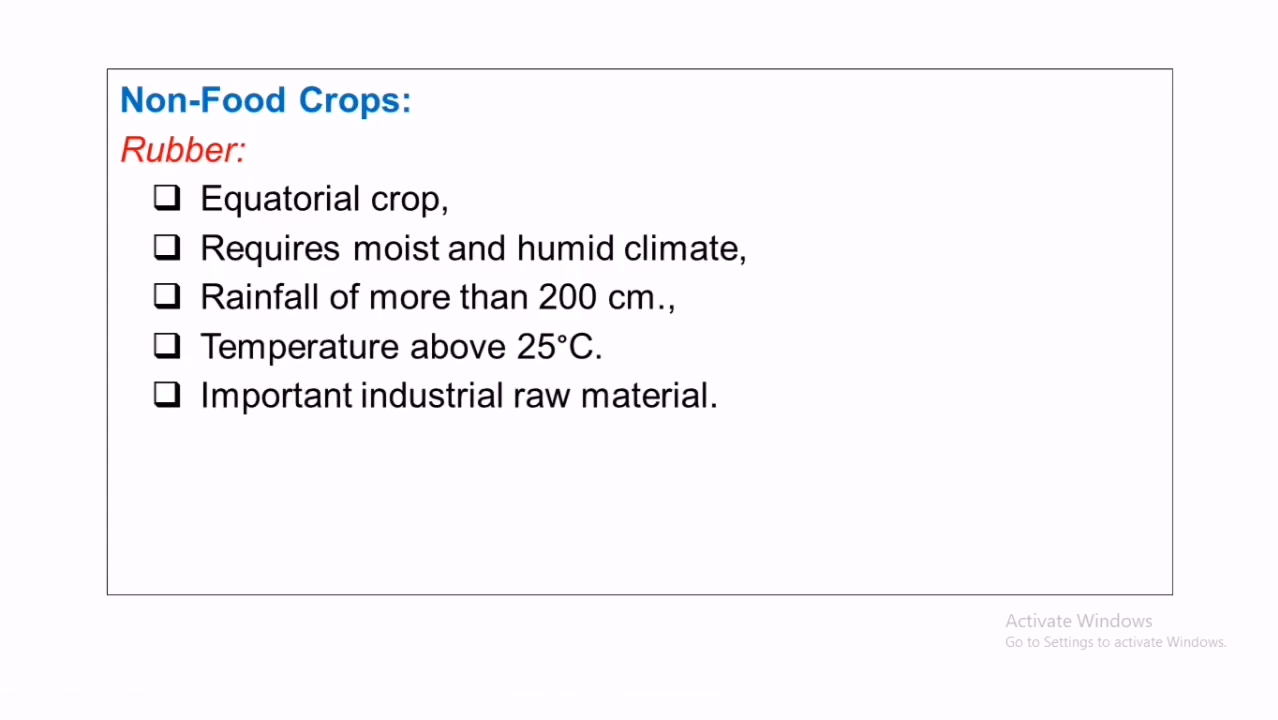 Non-Food Crops:
Rubber:
❑ Equatorial crop,
❑ Requires moist and humid climate,
❑ Rainfall of more than 200 cm.,
❑ Temperature above 25°C.
❑ Important industrial raw material.
Activate Windows
Go to Settings to activate Windows.